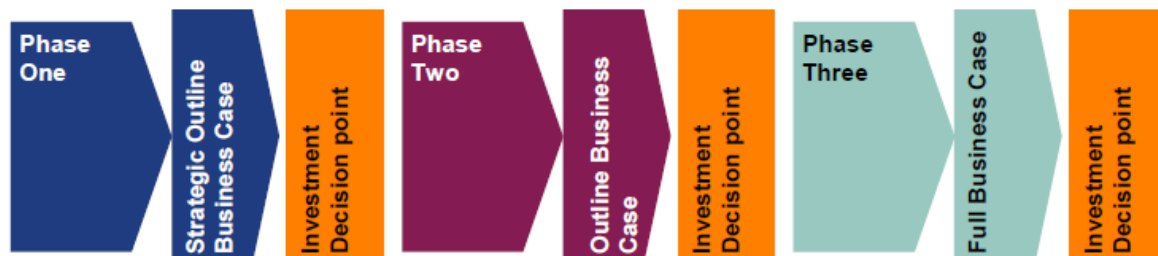 Phase
One
Strategic Outline
Business Case
Investment
Decision point
Phase
Two
Outline Business
Case
Investment
Decision point
Phase
Three
Full Business Case
Investment
Decision point